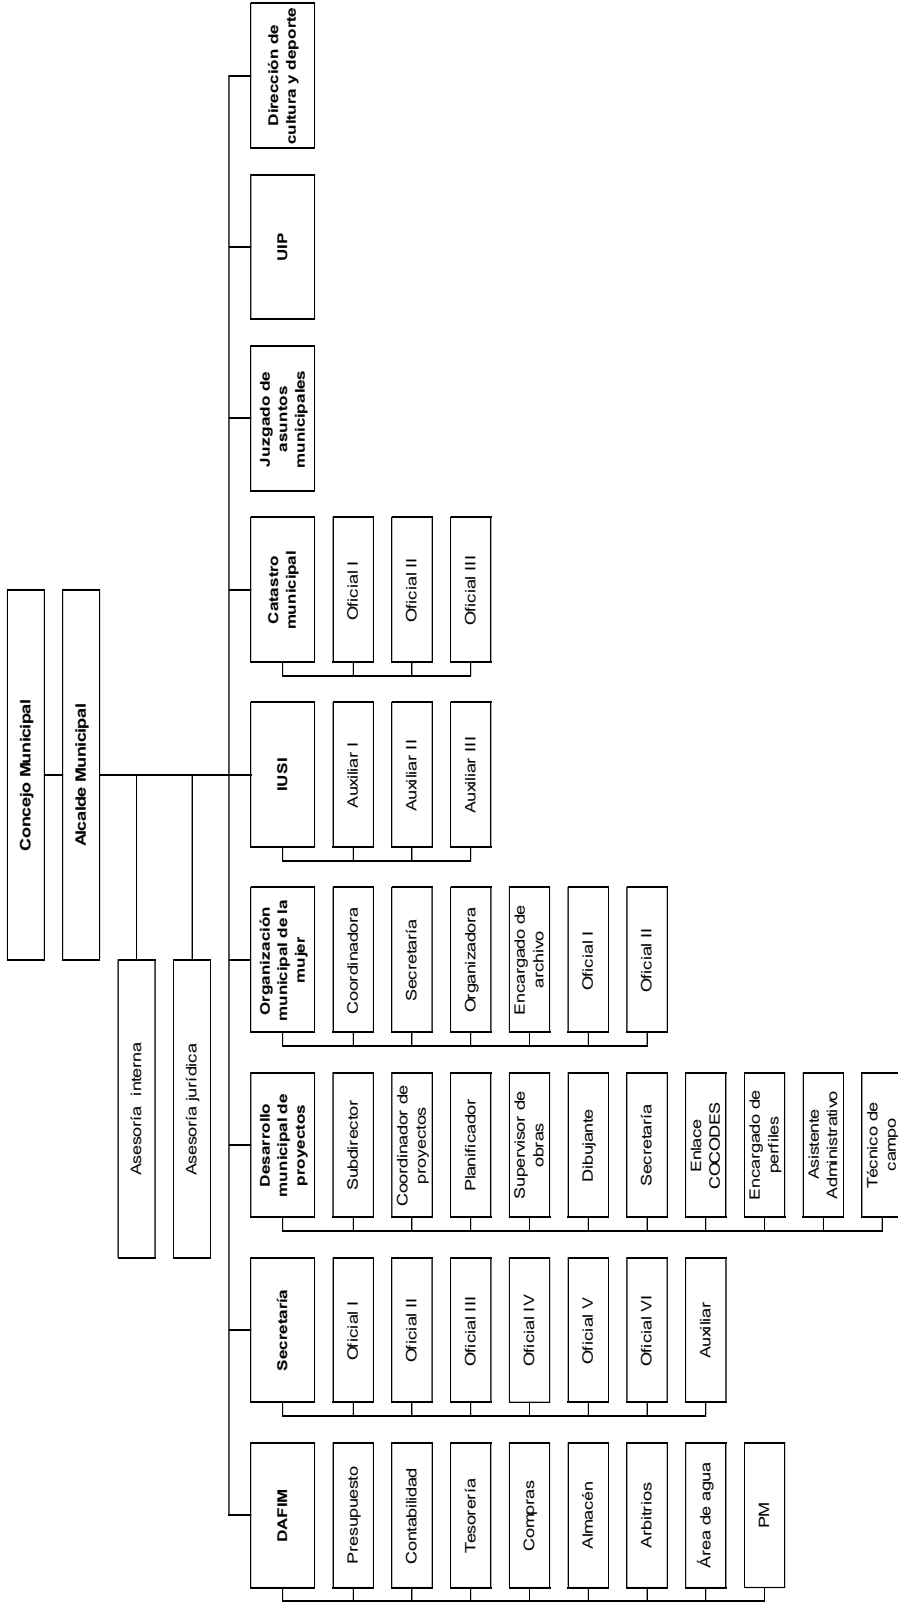 Concejo Municipal
Alcalde Municipal
Asesoría interna
Asesoría jurídica
DAFIM
Presupuesto
Contabilidad
Tesorería
Compras
Almacén
Arbitrios
Área de agua
PM
Secretaría
Oficial I
Oficial II
Oficial III
Oficial IV
Oficial V
Oficial VI
Auxiliar
Desarrollo
municipal de
proyectos
Subdirector
Coordinador de
proyectos
Planificador
Supervisor de
obras
Dibujante
Secretaría
Enlace
COCODES
Encargado de
perfiles
Asistente
Administrativo
Técnico de
campo
Organización
municipal de la
mujer
Coordinadora
Secretaría
Organizadora
Encargado de
archivo
Oficial I
Oficial II
IUSI
Auxiliar I
Auxiliar II
Auxiliar III
Catastro
municipal
Oficial I
Oficial II
Oficial III
Juzgado de
asuntos
municipales
UIP
Dirección de
cultura y deporte